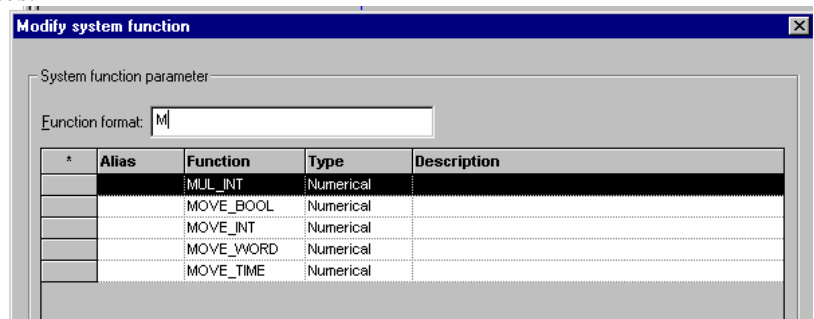 Modify system function
System function parameter
Function format: M
* Alias Function Type Description
MUL_INT Numerical
MOVE_BOOL Numerical
MOVE_INT Numerical
MOVE_WORD Numerical
MOVE_TIME Numerical